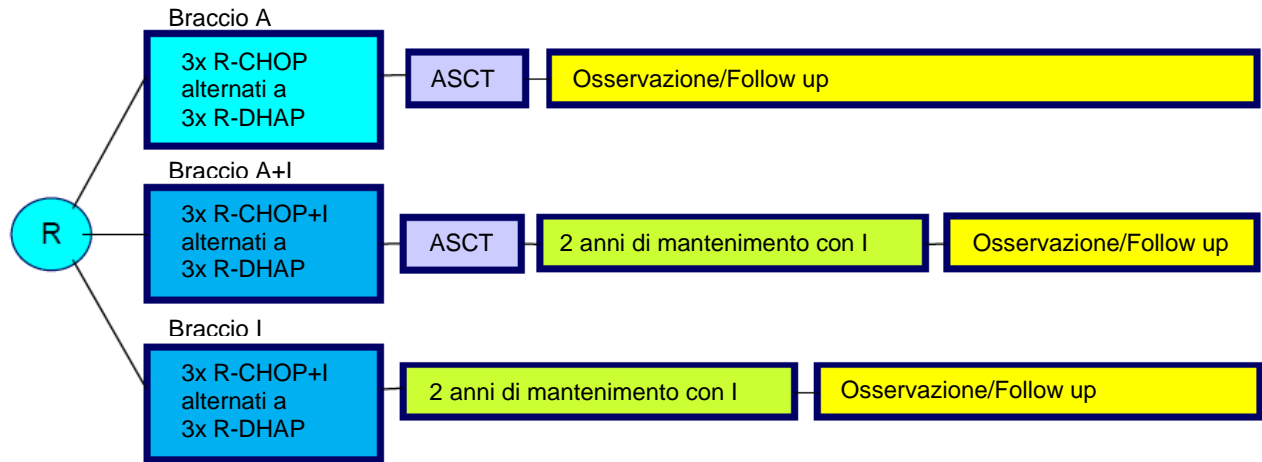 Braccio A
3x R-CHOP
alternati a
3x R-DHAP
ASCT
Osservazione/Follow up
Braccio A+I
R
3x R-CHOP+I
alternati a
3x R-DHAP
ASCT
2 anni di mantenimento con I
Osservazione/Follow up
Braccio I
3x R-CHOP+I
alternati a
3x R-DHAP
2 anni di mantenimento con I
Osservazione/Follow up